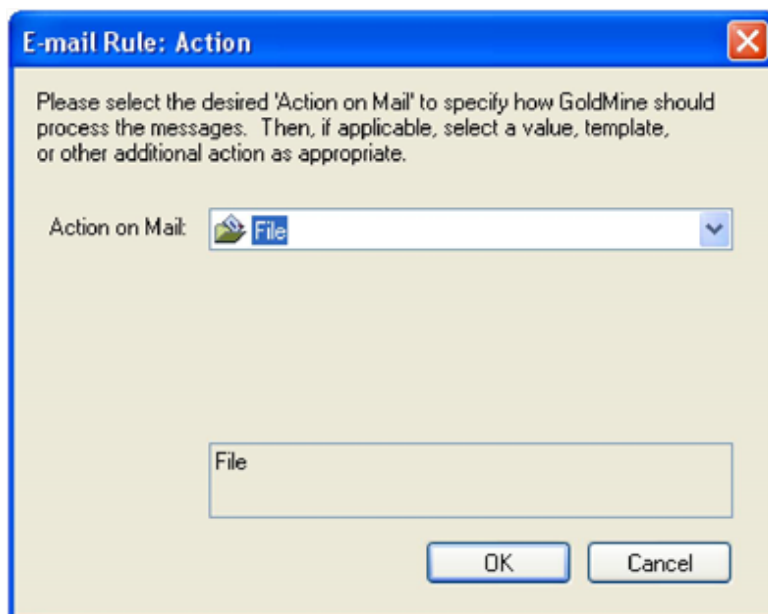 E-mail Rule: Action
Please select the desired 'Action on Mail' to specify how GoldMine should
process the messages. Then, if applicable, select a value, template,
or other additional action as appropriate.
Action on Mail: File
File
OK Cancel